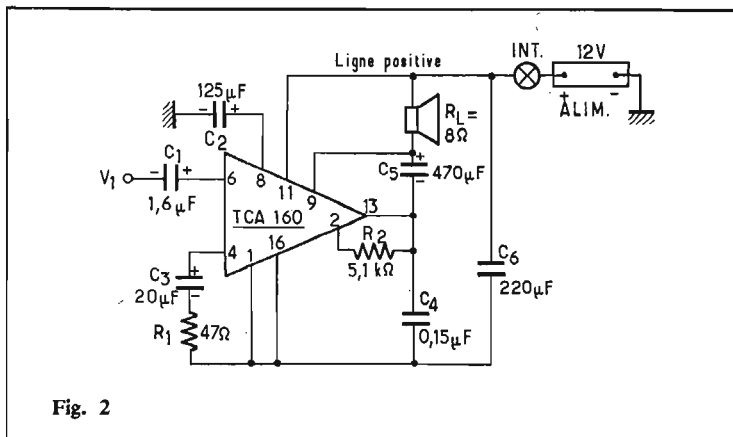 INT.
12V
Ligne positive
+ -
ALIM.
125µF
- +
C2
RL=
8Ω
C1
- +
V1
1,6µF
6
8
11
9
C5
+
-
470µF
TCA 160
13
2
R2
5,1 kΩ
4
1
16
C3
+
-
20µF
C6
220µF
C4
0,15µF
R1
47Ω
Fig. 2